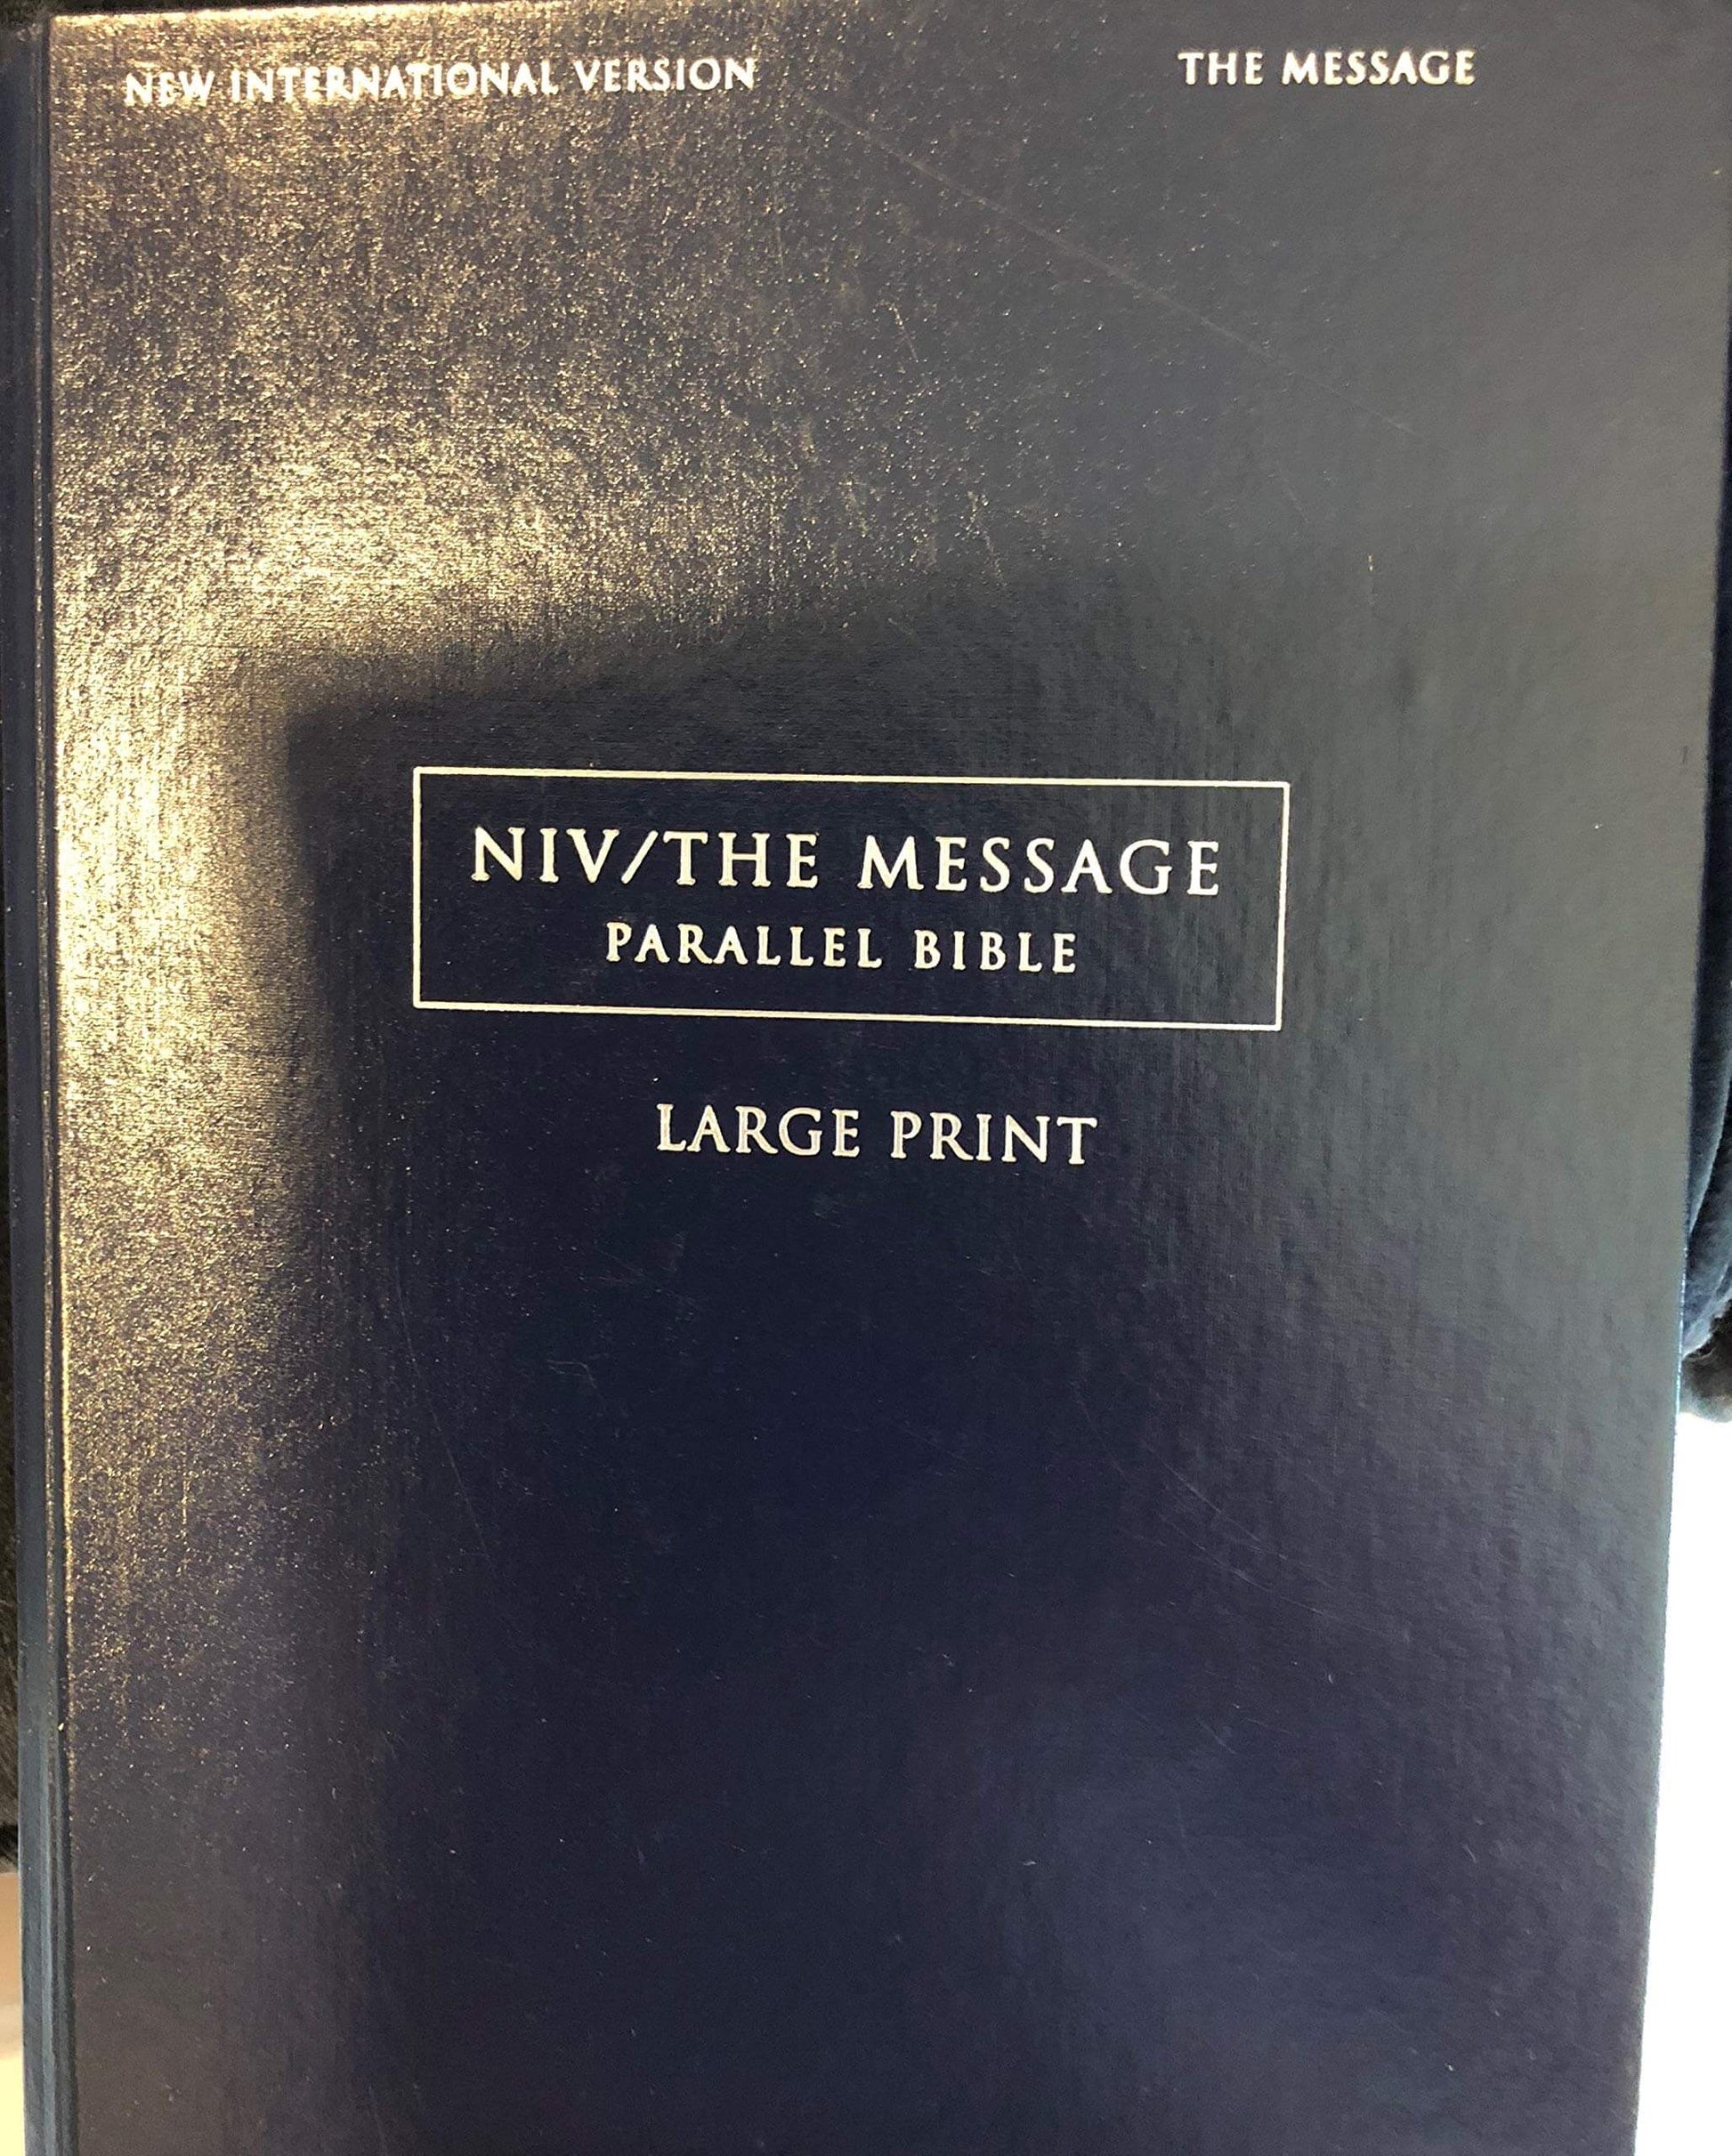 NEW INTERNATIONAL VERSION
THE MESSAGE
NIV/THE MESSAGE
PARALLEL BIBLE
LARGE PRINT